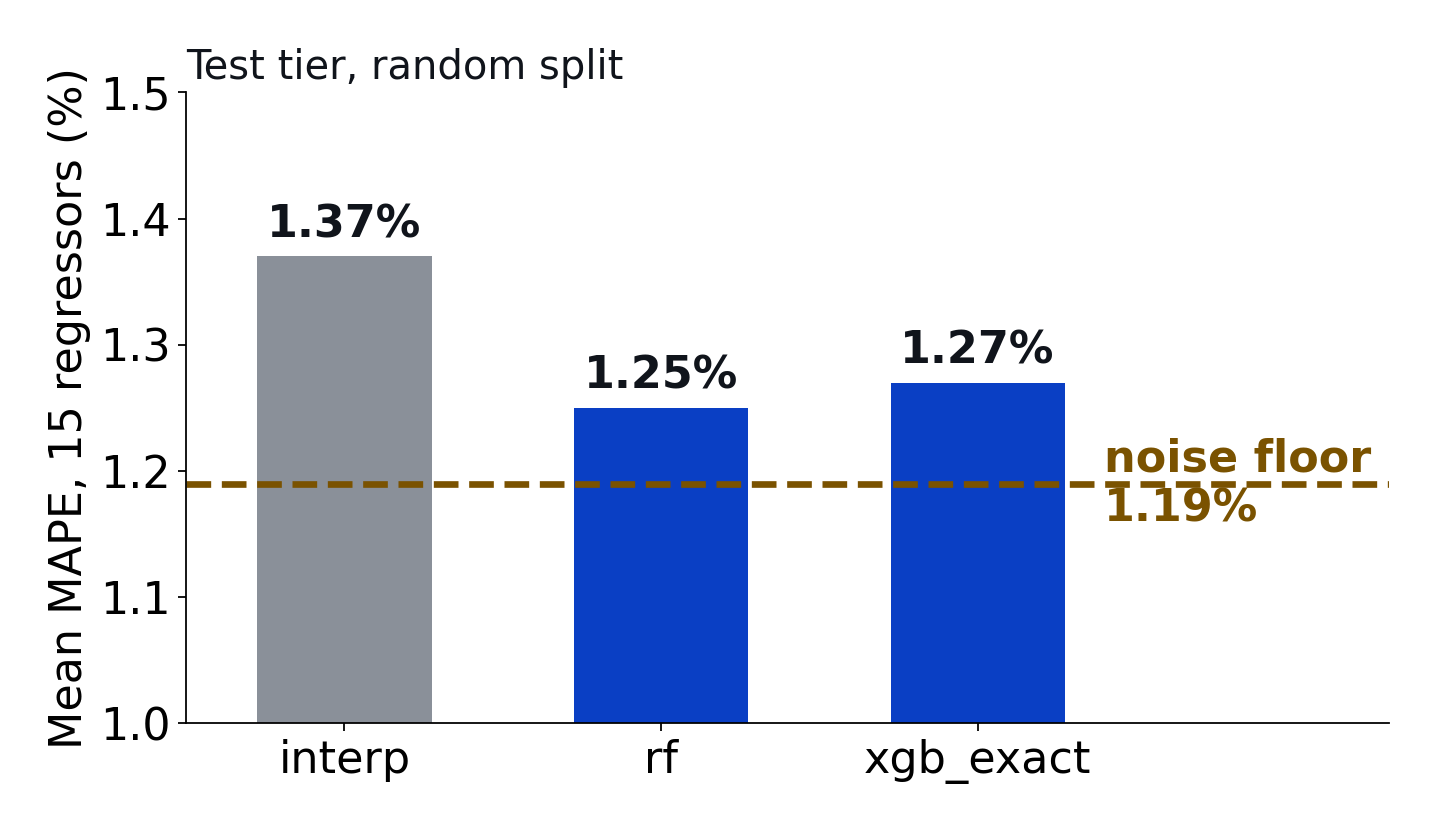 Test tier, random split
Mean MAPE, 15 regressors (%)
1.5
1.4
1.3
1.2
1.1
1.0
1.37%
1.25%
1.27%
noise floor
1.19%
interp
rf
xgb_exact